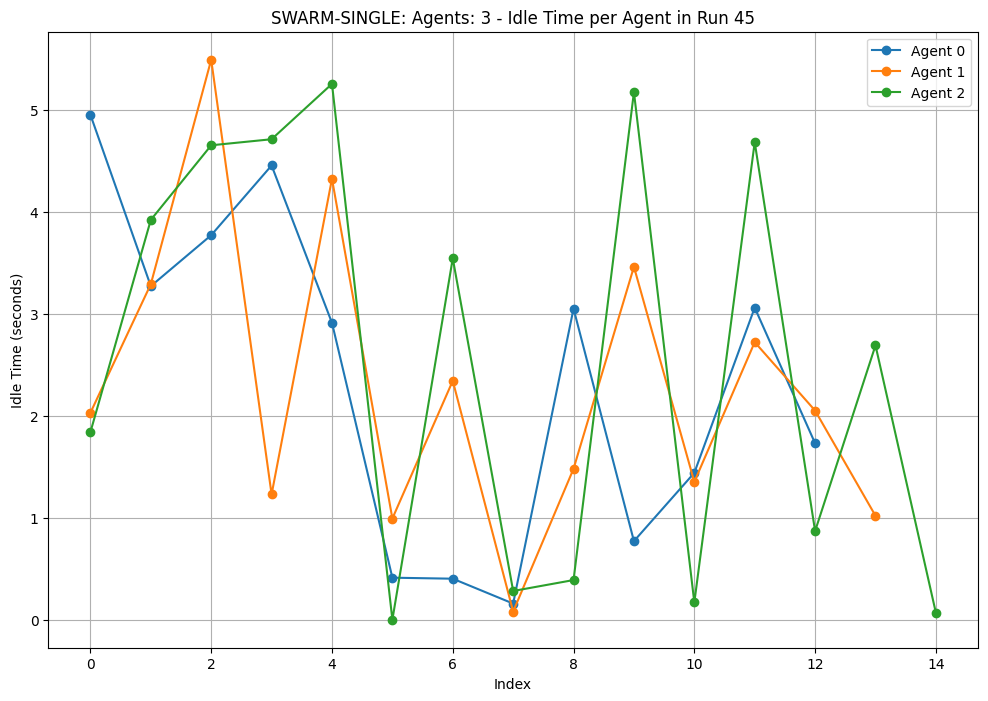 SWARM-SINGLE: Agents: 3 - Idle Time per Agent in Run 45
Agent 0
Agent 1
Agent 2
Idle Time (seconds)
5
4
3
2
1
0
0 2 4 6 8 10 12 14
Index